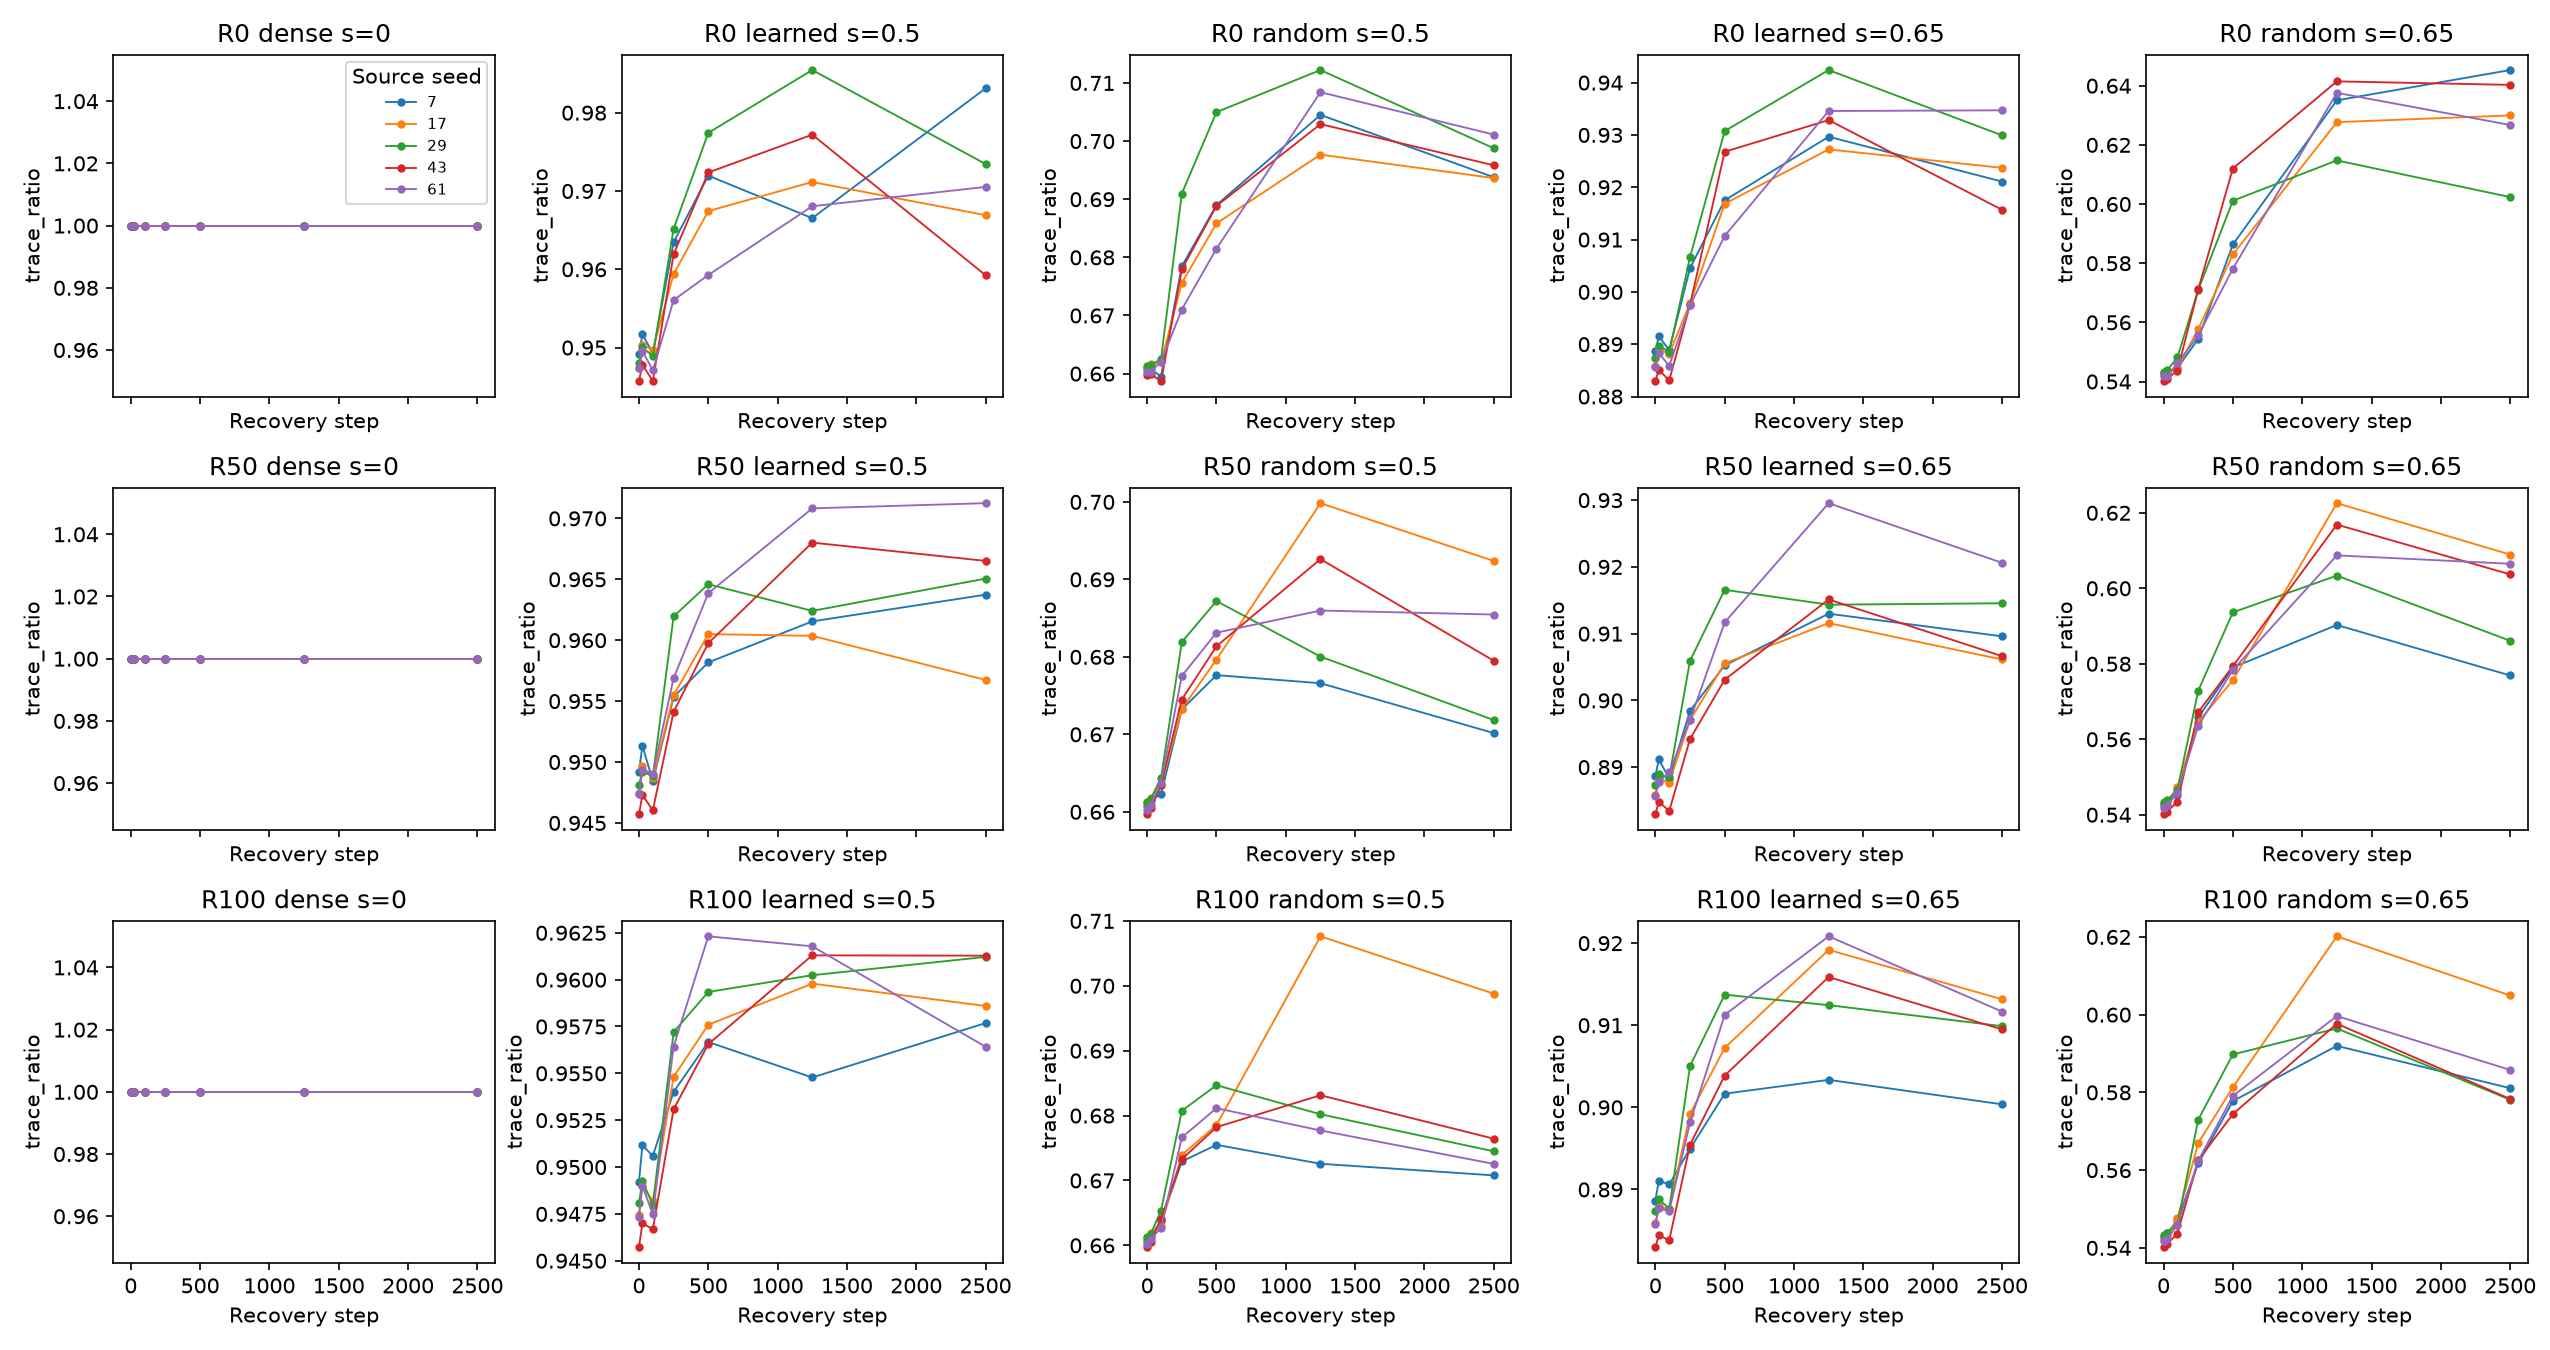 R0 dense s=0
R0 learned s=0.5
R0 random s=0.5
R0 learned s=0.65
R0 random s=0.65
Source seed
7
17
29
43
61
trace_ratio
1.04
1.02
1.00
0.98
0.96
Recovery step
trace_ratio
0.98
0.97
0.96
0.95
Recovery step
trace_ratio
0.71
0.70
0.69
0.68
0.67
0.66
Recovery step
trace_ratio
0.94
0.93
0.92
0.91
0.90
0.89
0.88
Recovery step
trace_ratio
0.64
0.62
0.60
0.58
0.56
0.54
Recovery step
R50 dense s=0
R50 learned s=0.5
R50 random s=0.5
R50 learned s=0.65
R50 random s=0.65
trace_ratio
1.04
1.02
1.00
0.98
0.96
Recovery step
trace_ratio
0.970
0.965
0.960
0.955
0.950
0.945
Recovery step
trace_ratio
0.70
0.69
0.68
0.67
0.66
Recovery step
trace_ratio
0.93
0.92
0.91
0.90
0.89
Recovery step
trace_ratio
0.62
0.60
0.58
0.56
0.54
Recovery step
R100 dense s=0
R100 learned s=0.5
R100 random s=0.5
R100 learned s=0.65
R100 random s=0.65
trace_ratio
1.04
1.02
1.00
0.98
0.96
0 500 1000 1500 2000 2500
Recovery step
trace_ratio
0.9625
0.9600
0.9575
0.9550
0.9525
0.9500
0.9475
0.9450
0 500 1000 1500 2000 2500
Recovery step
trace_ratio
0.71
0.70
0.69
0.68
0.67
0.66
0 500 1000 1500 2000 2500
Recovery step
trace_ratio
0.92
0.91
0.90
0.89
0 500 1000 1500 2000 2500
Recovery step
trace_ratio
0.62
0.60
0.58
0.56
0.54
0 500 1000 1500 2000 2500
Recovery step